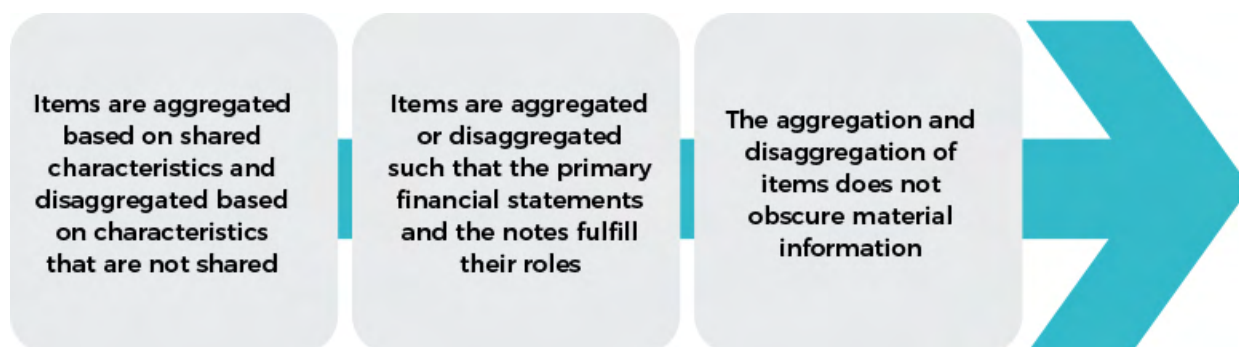 Items are aggregated
based on shared
characteristics and
disaggregated based
on characteristics
that are not shared
Items are aggregated
or disaggregated
such that the primary
financial statements
and the notes fulfill
their roles
The aggregation and
disaggregation of
items does not
obscure material
information